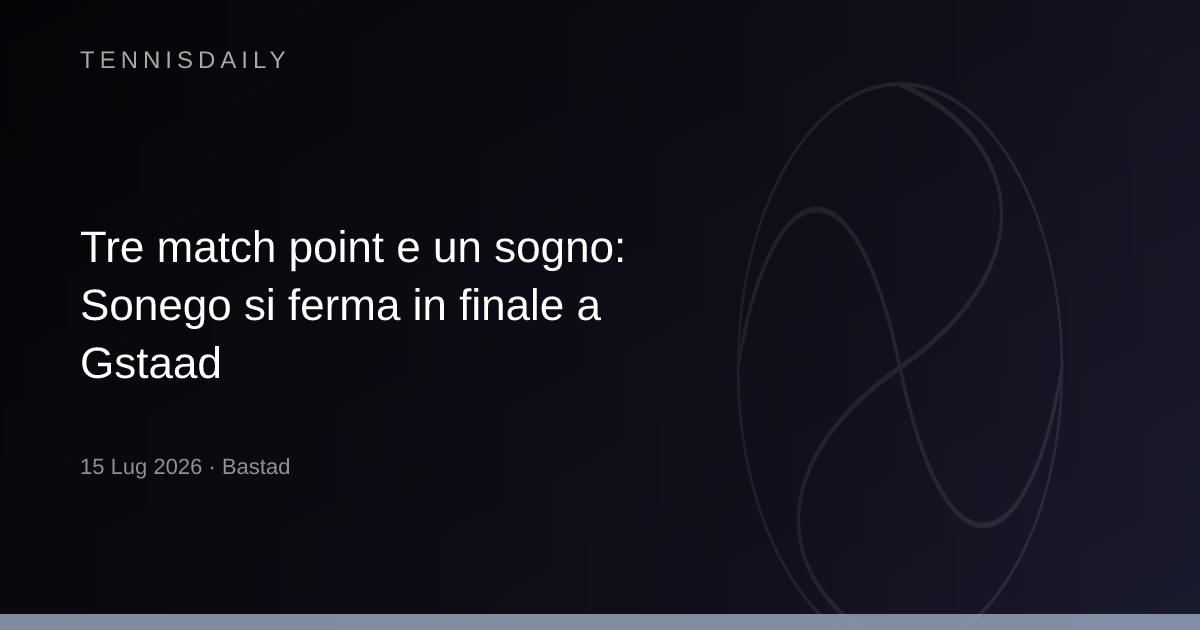 TENNISDAILY
Tre match point e un sogno:
Sonego si ferma in finale a
Gstaad
15 Lug 2026 · Bastad